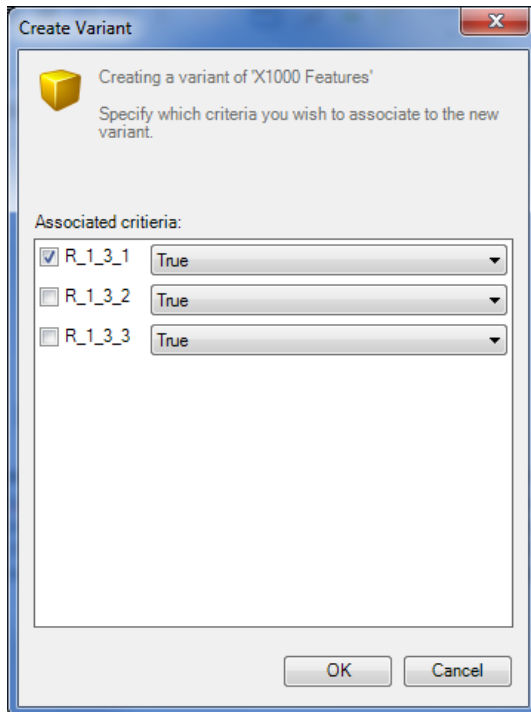 Create Variant
Creating a variant of 'X1000 Features'
Specify which criteria you wish to associate to the new
variant.
Associated critieria:
R_1_3_1 True
R_1_3_2 True
R_1_3_3 True
OK Cancel